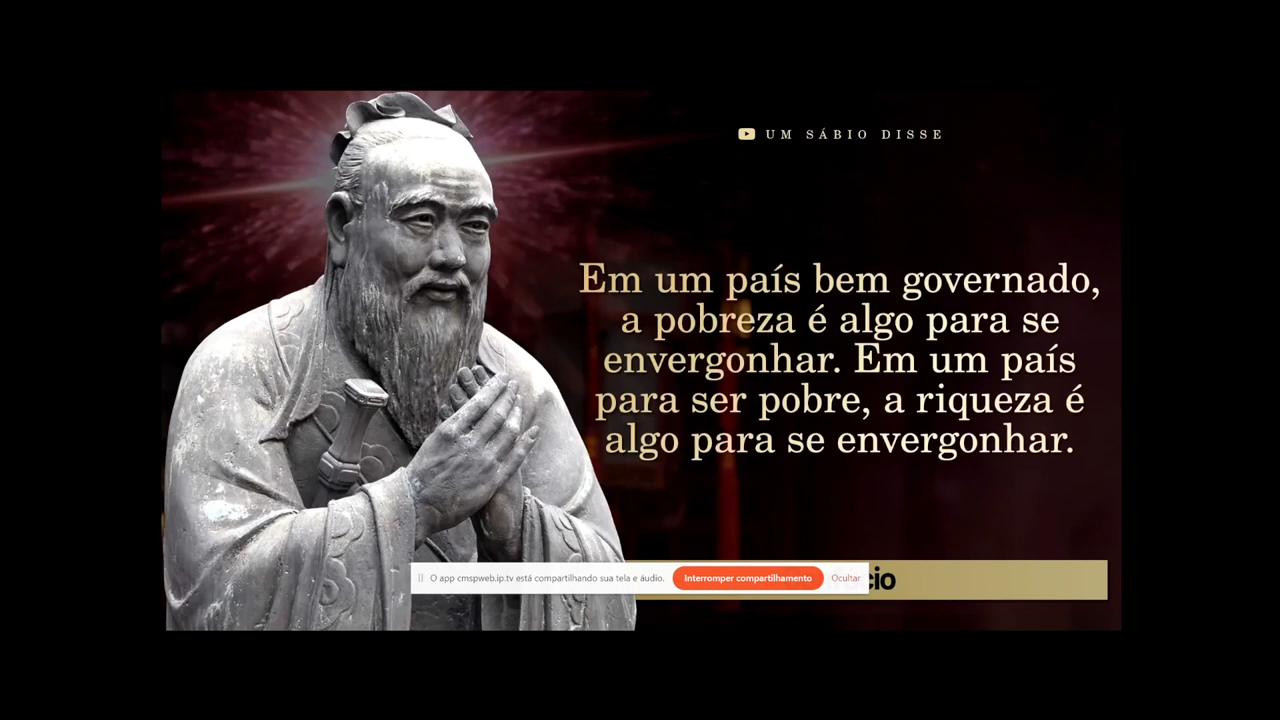 UM SÁBIO DISSE
Em um país bem governado,
a pobreza é algo para se
envergonhar. Em um país
para ser pobre, a riqueza é
algo para se envergonhar.
O app cmspweb.ip.tv está compartilhando sua tela e áudio. Interromper compartilhamento Ocultar
cio